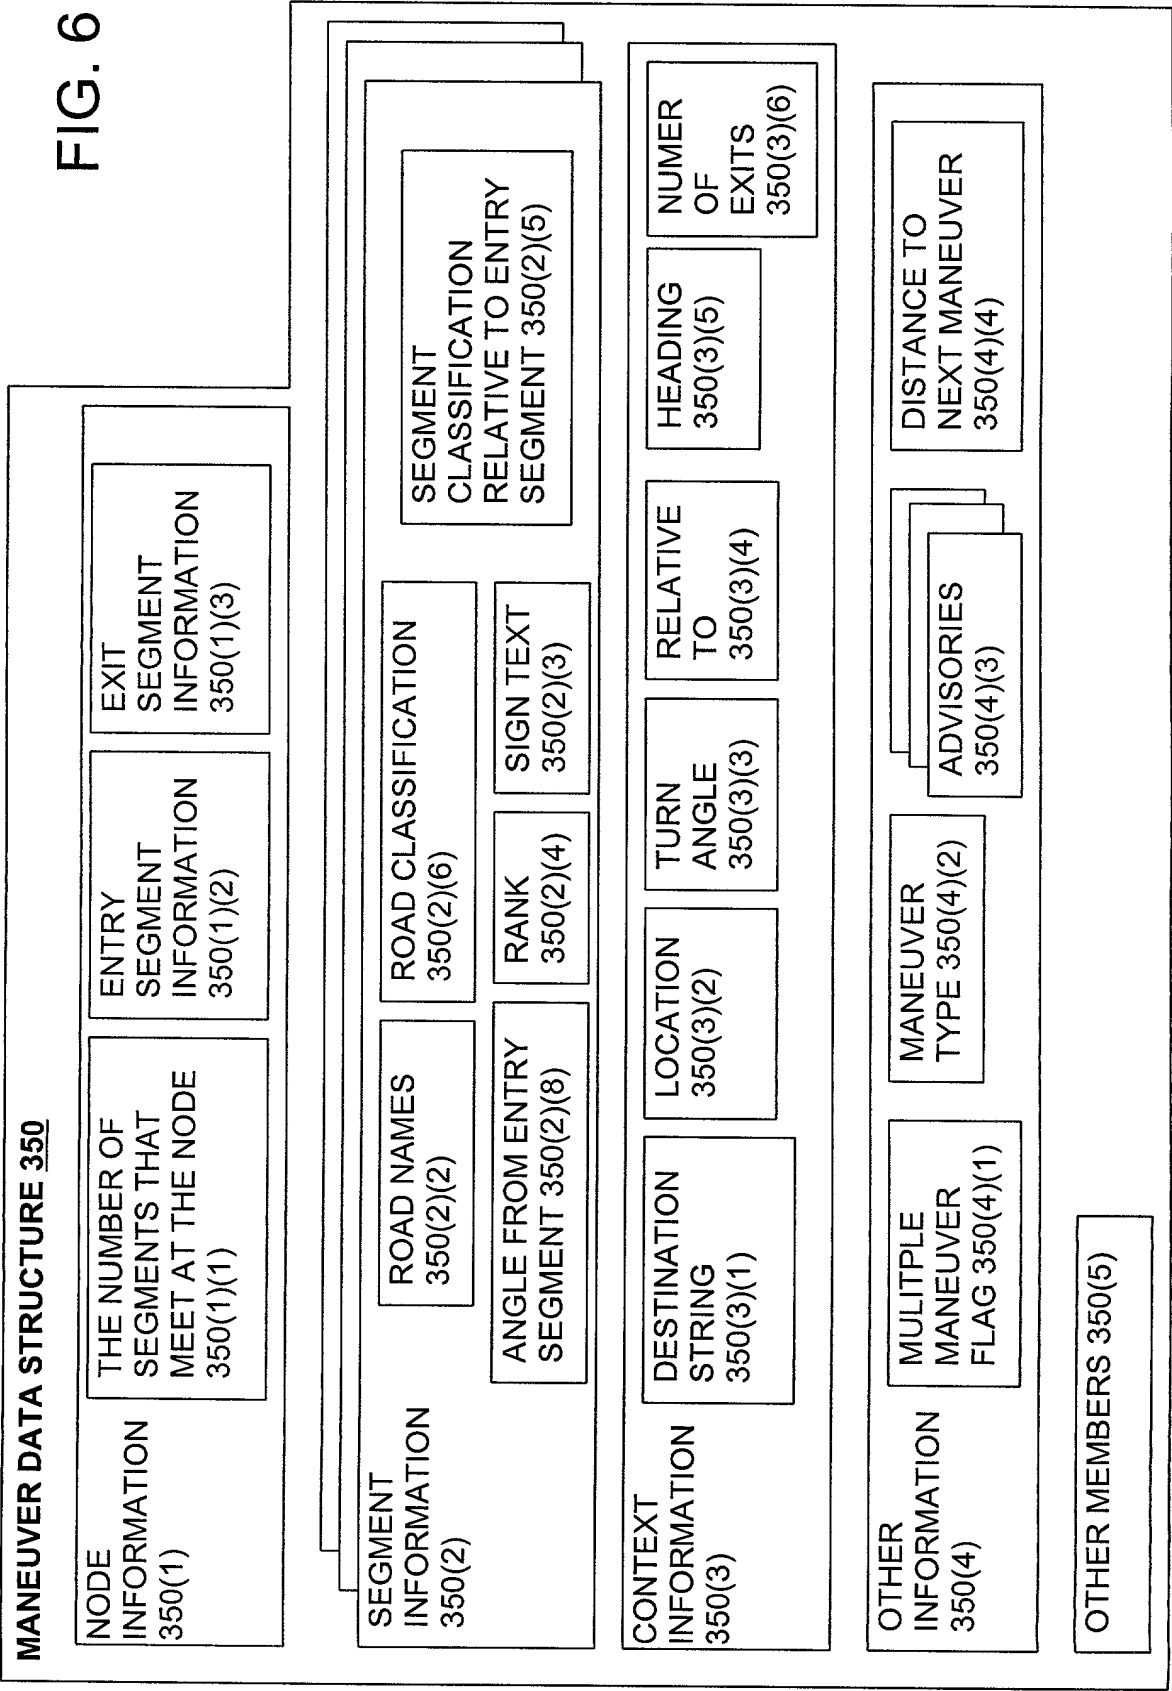 FIG. 6
MANEUVER DATA STRUCTURE 350
NODE
INFORMATION
350(1)
THE NUMBER OF
SEGMENTS THAT
MEET AT THE NODE
350(1)(1)
ENTRY
SEGMENT
INFORMATION
350(1)(2)
EXIT
SEGMENT
INFORMATION
350(1)(3)
SEGMENT
INFORMATION
350(2)
ROAD NAMES
350(2)(2)
ROAD CLASSIFICATION
350(2)(6)
ANGLE FROM ENTRY
SEGMENT 350(2)(8)
RANK
350(2)(4)
SIGN TEXT
350(2)(3)
SEGMENT
CLASSIFICATION
RELATIVE TO ENTRY
SEGMENT 350(2)(5)
CONTEXT
INFORMATION
350(3)
DESTINATION
STRING
350(3)(1)
LOCATION
350(3)(2)
TURN
ANGLE
350(3)(3)
RELATIVE
TO
350(3)(4)
HEADING
350(3)(5)
NUMER
OF
EXITS
350(3)(6)
OTHER
INFORMATION
350(4)
MULITPLE
MANEUVER
FLAG 350(4)(1)
MANEUVER
TYPE 350(4)(2)
ADVISORIES
350(4)(3)
DISTANCE TO
NEXT MANEUVER
350(4)(4)
OTHER MEMBERS 350(5)